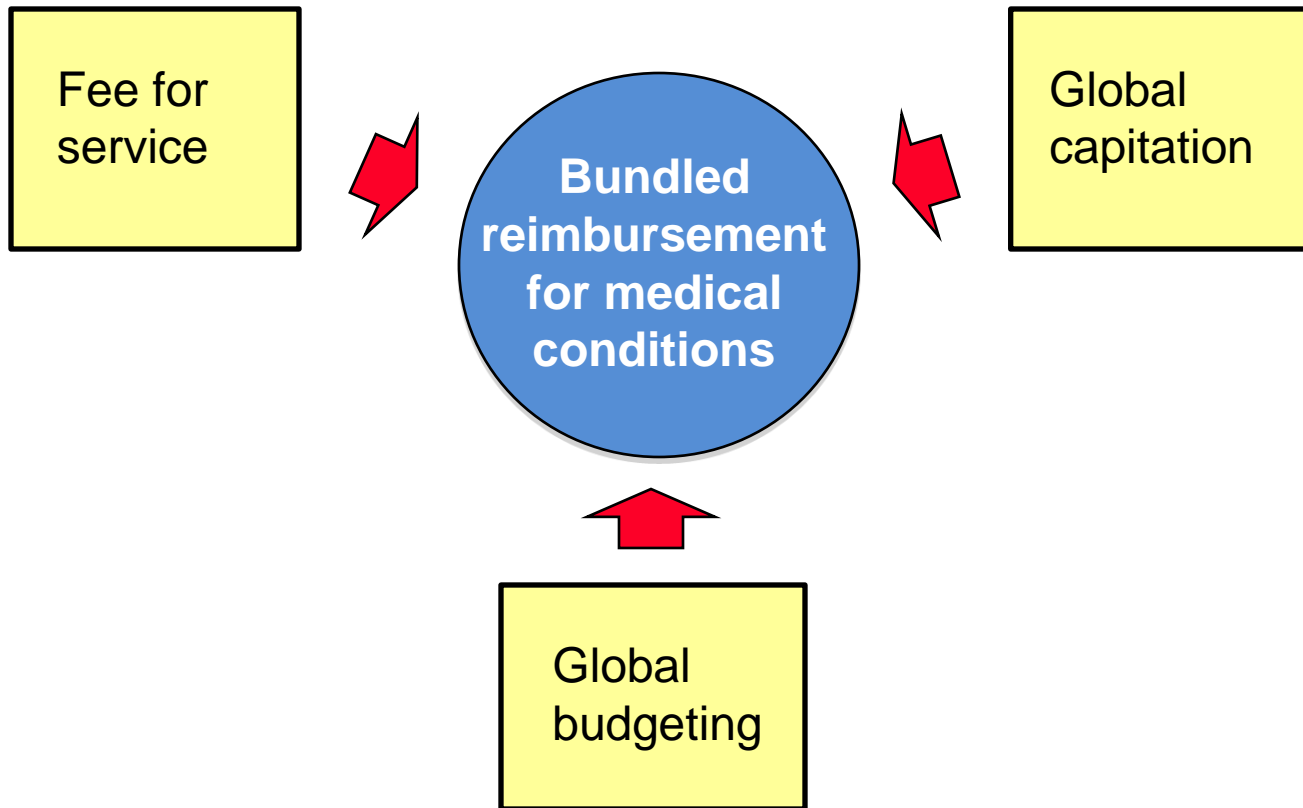 Fee for
service
Bundled
reimbursement
for medical
conditions
Global
capitation
Global
budgeting